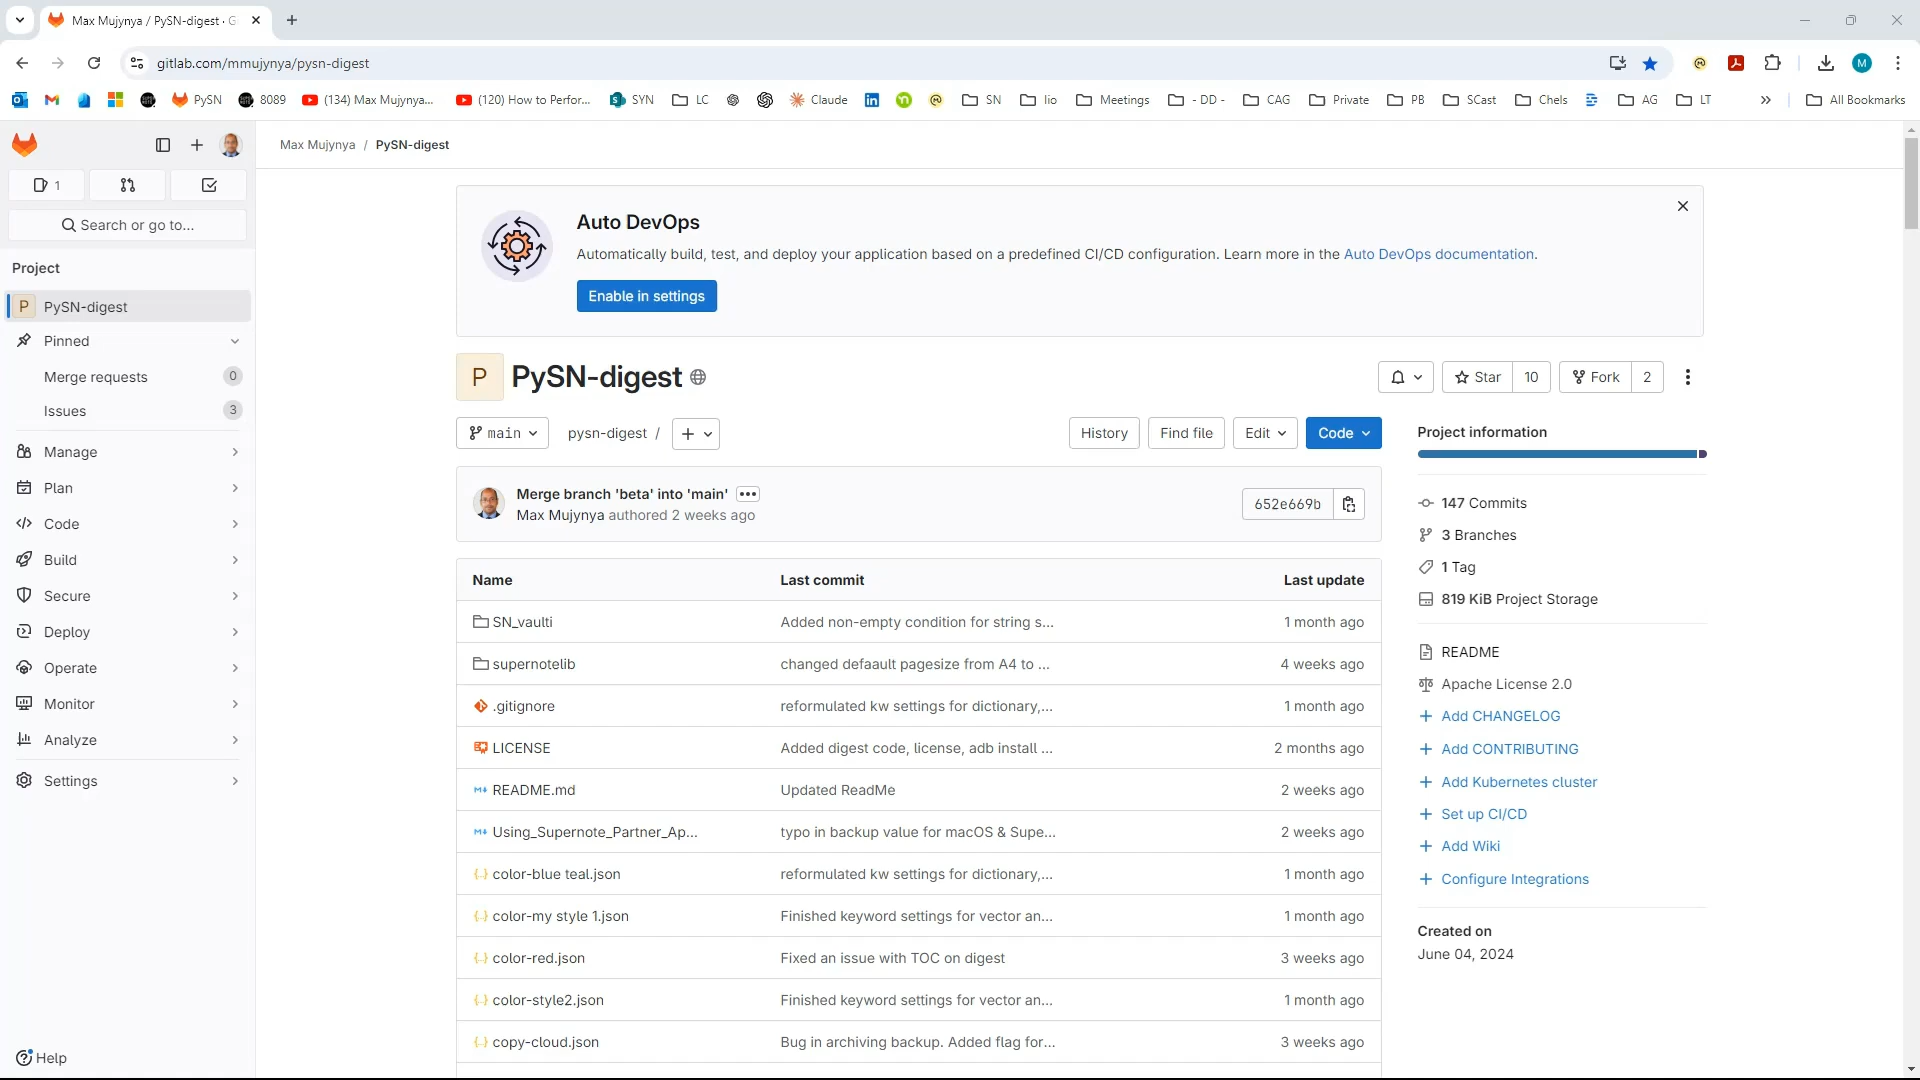 Max Mujynya / PySN-digest · G
gitlab.com/mmujynya/pysn-digest
M
PySN
8089
(134) Max Mujynya...
(120) How to Perfor...
SYN
LC
Claude
SN
lio
Meetings
- DD -
CAG
Private
PB
SCast
Chels
AG
LT
All Bookmarks
Max Mujynya / PySN-digest
1
Search or go to...
Project
P PySN-digest
Pinned
Merge requests 0
Issues 3
Manage
Plan
Code
Build
Secure
Deploy
Operate
Monitor
Analyze
Settings
Help
Auto DevOps
Automatically build, test, and deploy your application based on a predefined CI/CD configuration. Learn more in the Auto DevOps documentation.
Enable in settings
P PySN-digest
Star 10
Fork 2
main
pysn-digest /
History
Find file
Edit
Code
Merge branch 'beta' into 'main'
Max Mujynya authored 2 weeks ago
652e669b
Name Last commit Last update
SN_vaulti Added non-empty condition for string s... 1 month ago
supernotelib changed defaault pagesize from A4 to ... 4 weeks ago
.gitignore reformulated kw settings for dictionary,... 1 month ago
LICENSE Added digest code, license, adb install ... 2 months ago
README.md Updated ReadMe 2 weeks ago
Using_Supernote_Partner_Ap... typo in backup value for macOS & Supe... 2 weeks ago
color-blue teal.json reformulated kw settings for dictionary,... 1 month ago
color-my style 1.json Finished keyword settings for vector an... 1 month ago
color-red.json Fixed an issue with TOC on digest 3 weeks ago
color-style2.json Finished keyword settings for vector an... 1 month ago
copy-cloud.json Bug in archiving backup. Added flag for... 3 weeks ago
Project information
147 Commits
3 Branches
1 Tag
819 KiB Project Storage
README
Apache License 2.0
Add CHANGELOG
Add CONTRIBUTING
Add Kubernetes cluster
Set up CI/CD
Add Wiki
Configure Integrations
Created on
June 04, 2024